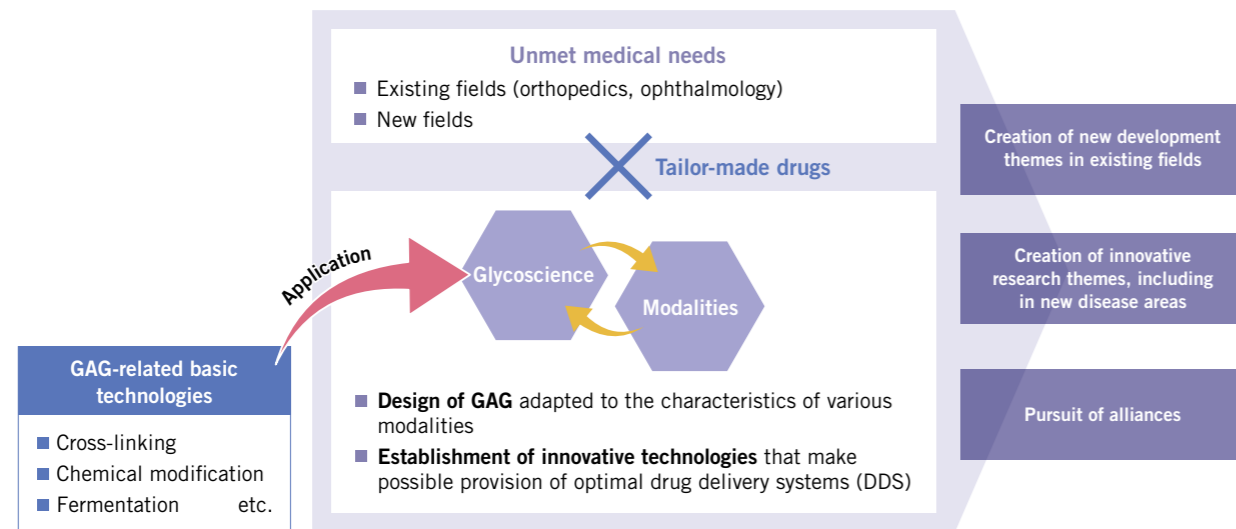 Unmet medical needs
Existing fields (orthopedics, ophthalmology)
New fields
Tailor-made drugs
Application
Glycoscience
Modalities
GAG-related basic
technologies
Cross-linking
Chemical modification
Fermentation etc.
Design of GAG adapted to the characteristics of various
modalities
Establishment of innovative technologies that make
possible provision of optimal drug delivery systems (DDS)
Creation of new development
themes in existing fields
Creation of innovative
research themes, including
in new disease areas
Pursuit of alliances